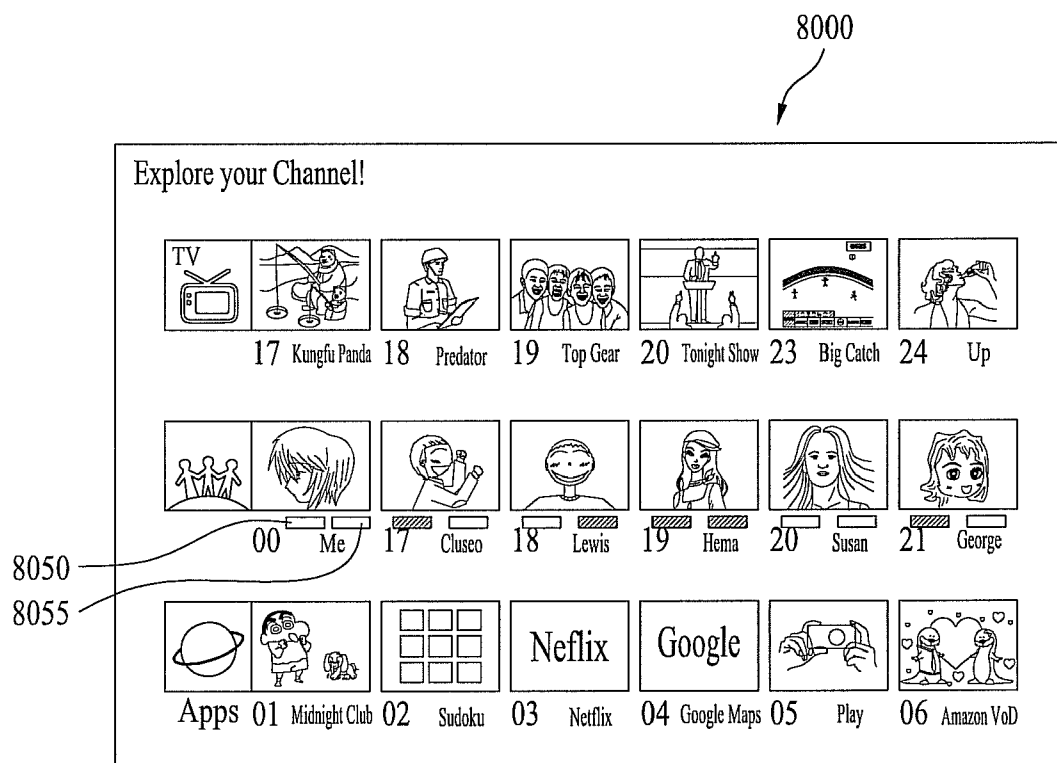 8000
Explore your Channel!
TV
17 Kungfu Panda 18 Predator 19 Top Gear 20 Tonight Show 23 Big Catch 24 Up
00 Me 17 Cluseo 18 Lewis 19 Hema 20 Susan 21 George
8050
8055
Neflix Google
Apps 01 Midnight Club 02 Sudoku 03 Netflix 04 Google Maps 05 Play 06 Amazon VoD